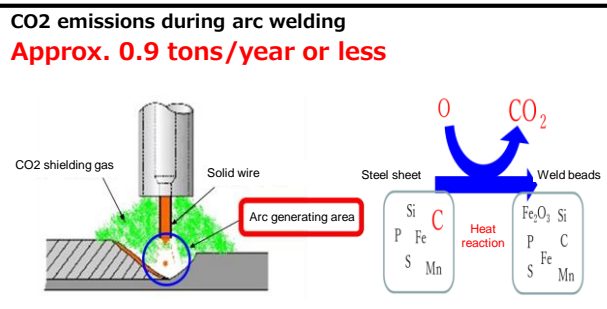 CO2 emissions during arc welding
Approx. 0.9 tons/year or less
CO2 shielding gas
Solid wire
Arc generating area
O
CO2
Steel sheet
Weld beads
Si
C
P
Fe
S
Mn
Heat
reaction
Fe2O3 Si
P
C
Fe
S
Mn